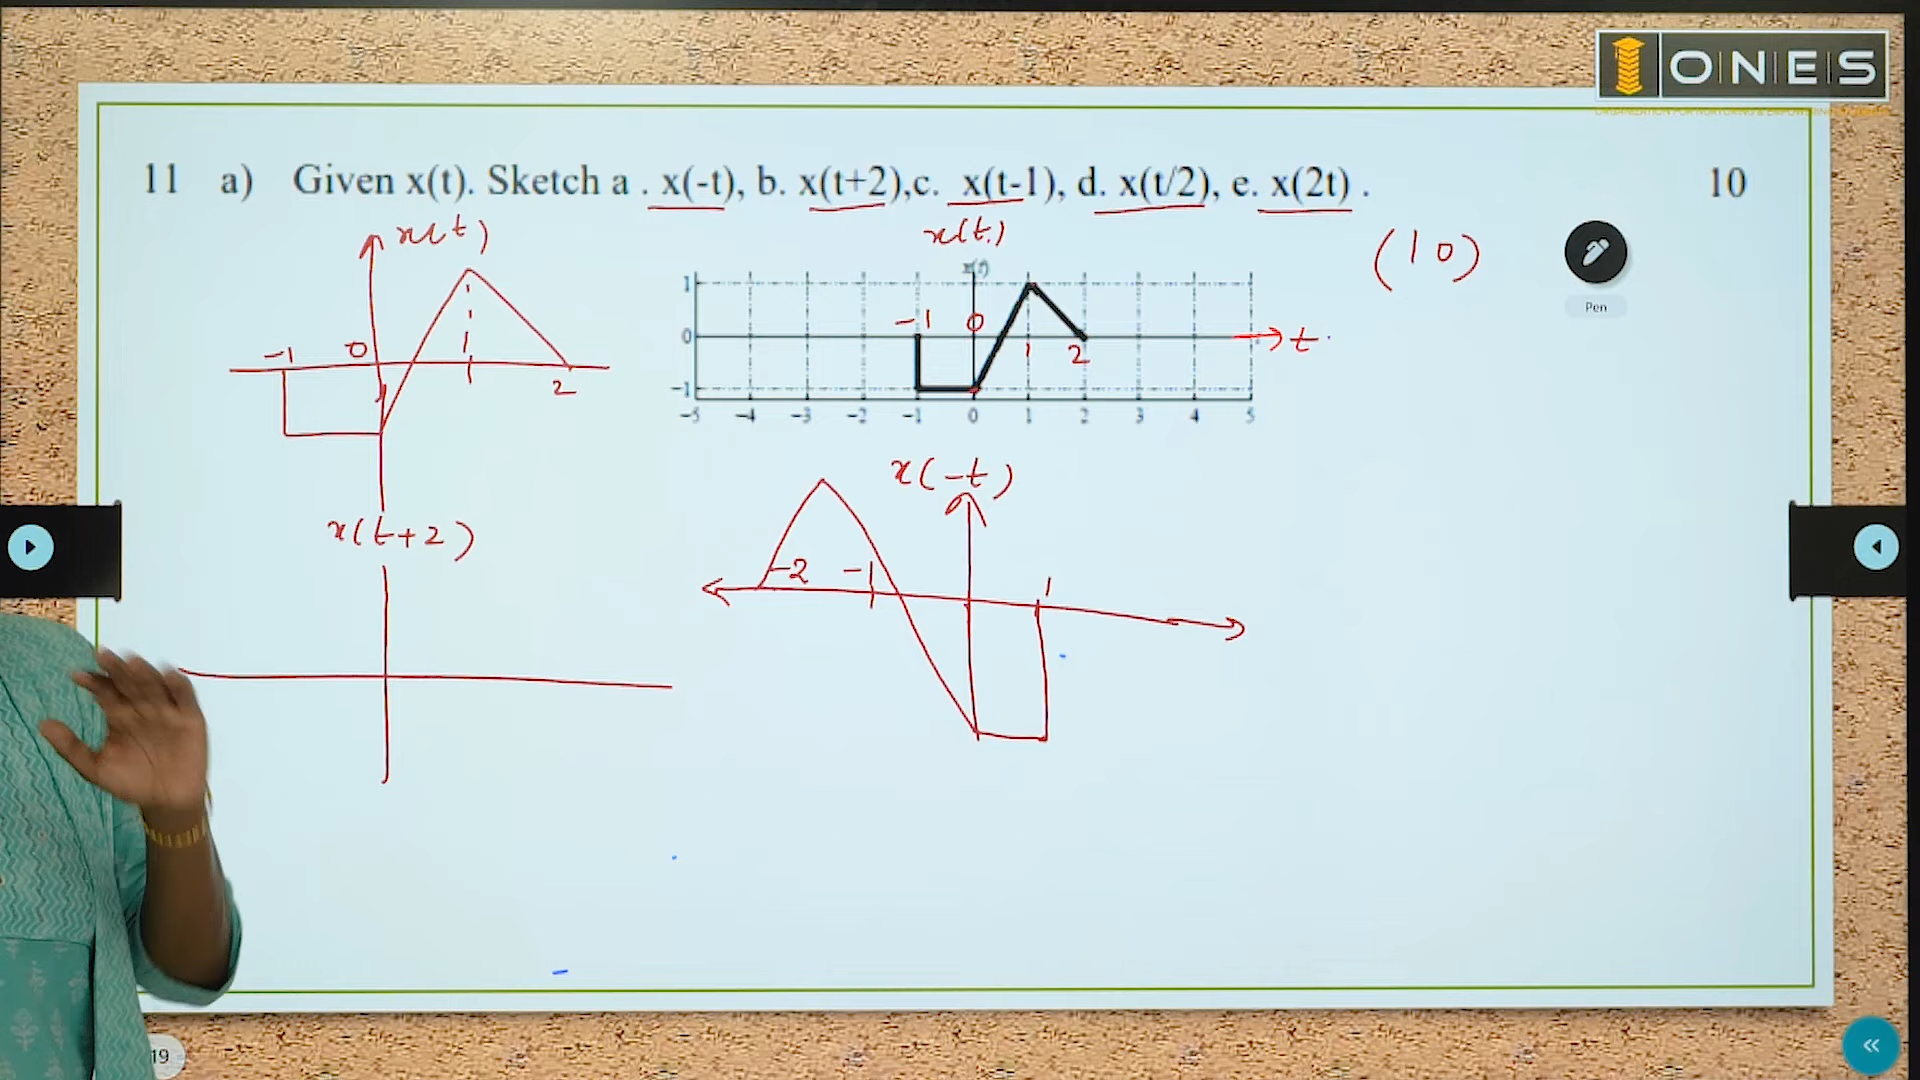 ONES
11 a) Given x(t). Sketch a . x(-t), b. x(t+2),c. x(t-1), d. x(t/2), e. x(2t) . 10
x(t) x(t)
(10)
x(t)
Pen
1
-1 0
-1 0 1 0 t
1 2
2
-1
-5 -4 -3 -2 -1 0 1 2 3 4 5
x(-t)
x(t+2)
-2 -1 1
19